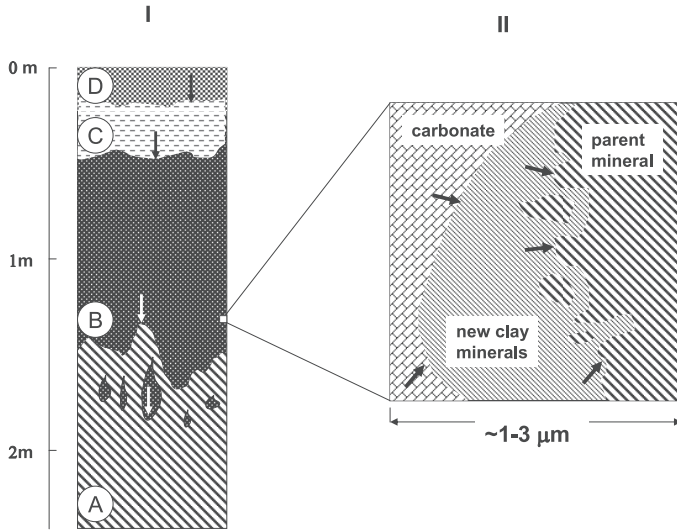 I
II
0 m
D
C
1m
B
2m
A
carbonate
parent
mineral
new clay
minerals
~1-3 μm